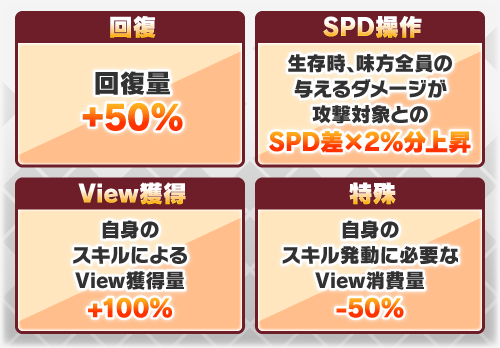 回復
回復量
+50%
SPD操作
生存時、味方全員の
与えるダメージが
攻撃対象との
SPD差×2%分上昇
View獲得
自身の
スキルによる
View獲得量
+100%
特殊
自身の
スキル発動に必要な
View消費量
-50%